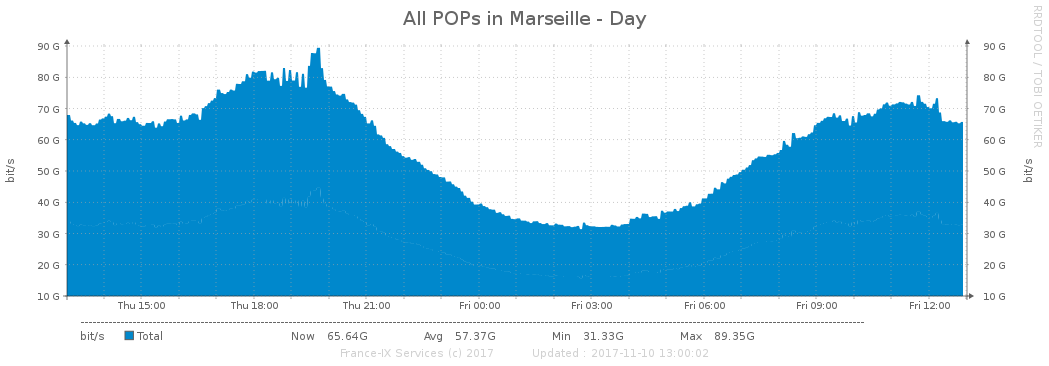 All POPs in Marseille - Day
RRDTOOL / TOBI OETIKER
90 G 90 G
80 G 80 G
70 G 70 G
60 G 60 G
50 G 50 G
40 G 40 G
30 G 30 G
20 G 20 G
10 G 10 G
bit/s bit/s
Thu 15:00 Thu 18:00 Thu 21:00 Fri 00:00 Fri 03:00 Fri 06:00 Fri 09:00 Fri 12:00
bit/s Total Now 65.64G Avg 57.37G Min 31.33G Max 89.35G
France-IX Services (c) 2017 Updated : 2017-11-10 13:00:02